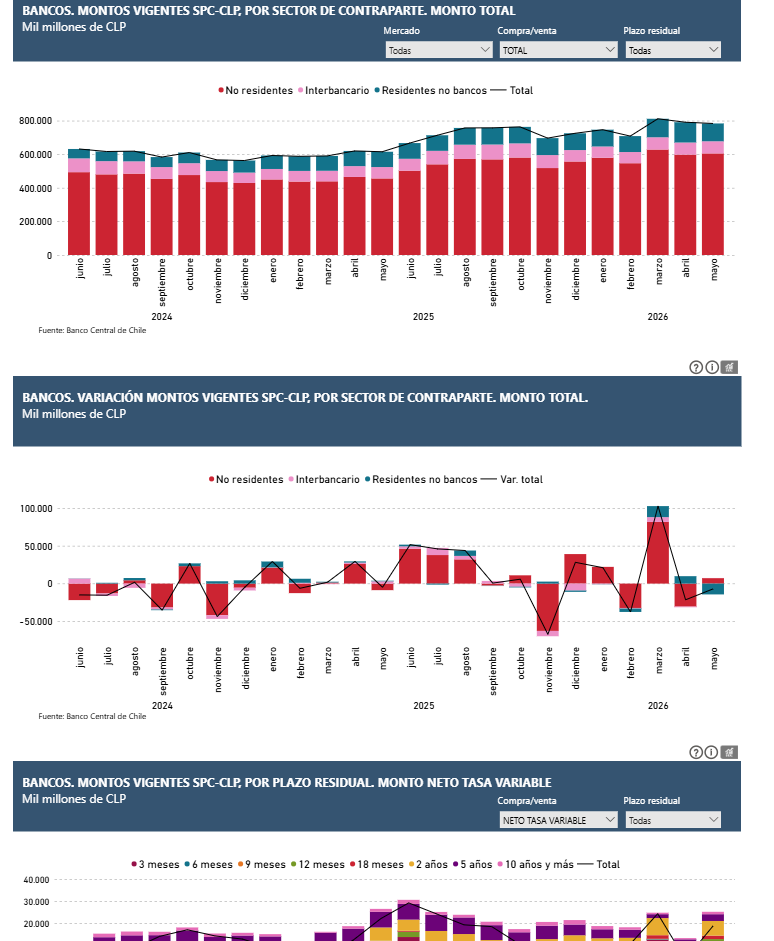 BANCOS. MONTOS VIGENTES SPC-CLP, POR SECTOR DE CONTRAPARTE. MONTO TOTAL
Mil millones de CLP
Mercado Compra/venta Plazo residual
Todas TOTAL Todas
No residentes Interbancario Residentes no bancos Total
800.000
600.000
400.000
200.000
0
junio julio agosto septiembre octubre noviembre diciembre enero febrero marzo abril mayo junio julio agosto septiembre octubre noviembre diciembre enero febrero marzo abril mayo
2024 2025 2026
Fuente: Banco Central de Chile
BANCOS. VARIACIÓN MONTOS VIGENTES SPC-CLP, POR SECTOR DE CONTRAPARTE. MONTO TOTAL.
Mil millones de CLP
No residentes Interbancario Residentes no bancos Var. total
100.000
50.000
0
-50.000
junio julio agosto septiembre octubre noviembre diciembre enero febrero marzo abril mayo junio julio agosto septiembre octubre noviembre diciembre enero febrero marzo abril mayo
2024 2025 2026
Fuente: Banco Central de Chile
BANCOS. MONTOS VIGENTES SPC-CLP, POR PLAZO RESIDUAL. MONTO NETO TASA VARIABLE
Mil millones de CLP
Compra/venta Plazo residual
NETO TASA VARIABLE Todas
3 meses 6 meses 9 meses 12 meses 18 meses 2 años 5 años 10 años y más Total
40.000
30.000
20.000